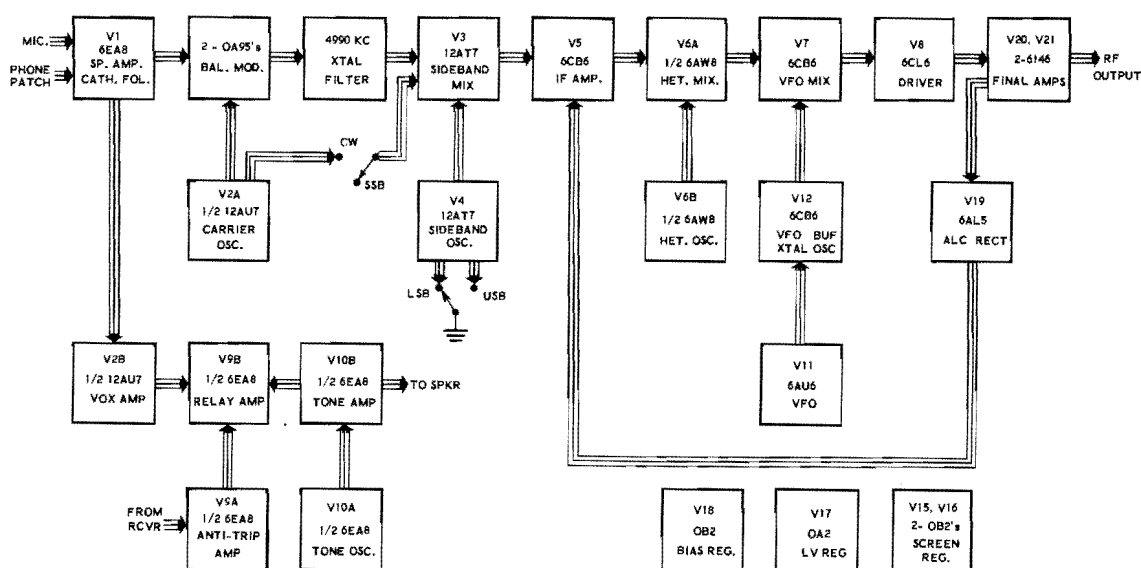 MIC.
PHONE
PATCH
V1
6EA8
SP. AMP.
CATH. FOL.
2 - OA95's
BAL. MOD.
4990 KC
XTAL
FILTER
V3
12AT7
SIDEBAND
MIX
V5
6CB6
IF AMP.
V6A
1/2 6AW8
HET. MIX.
V7
6CB6
VFO MIX
V8
6CL6
DRIVER
V20, V21
2-6146
FINAL AMPS
RF
OUTPUT
CW
SSB
V2A
1/2 12AU7
CARRIER
OSC.
V4
12AT7
SIDEBAND
OSC.
LSB
USB
V6B
1/2 6AW8
HET. OSC.
V12
6CB6
VFO BUF
XTAL OSC
V19
6AL5
ALC RECT
V2B
1/2 12AU7
VOX AMP
V9B
1/2 6EA8
RELAY AMP
V10B
1/2 6EA8
TONE AMP
TO SPKR
V11
6AU6
VFO
FROM
RCVR
V9A
1/2 6EA8
ANTI-TRIP
AMP
V10A
1/2 6EA8
TONE OSC.
V18
OB2
BIAS REG.
V17
OA2
LV REG
V15, V16
2- OB2's
SCREEN
REG.